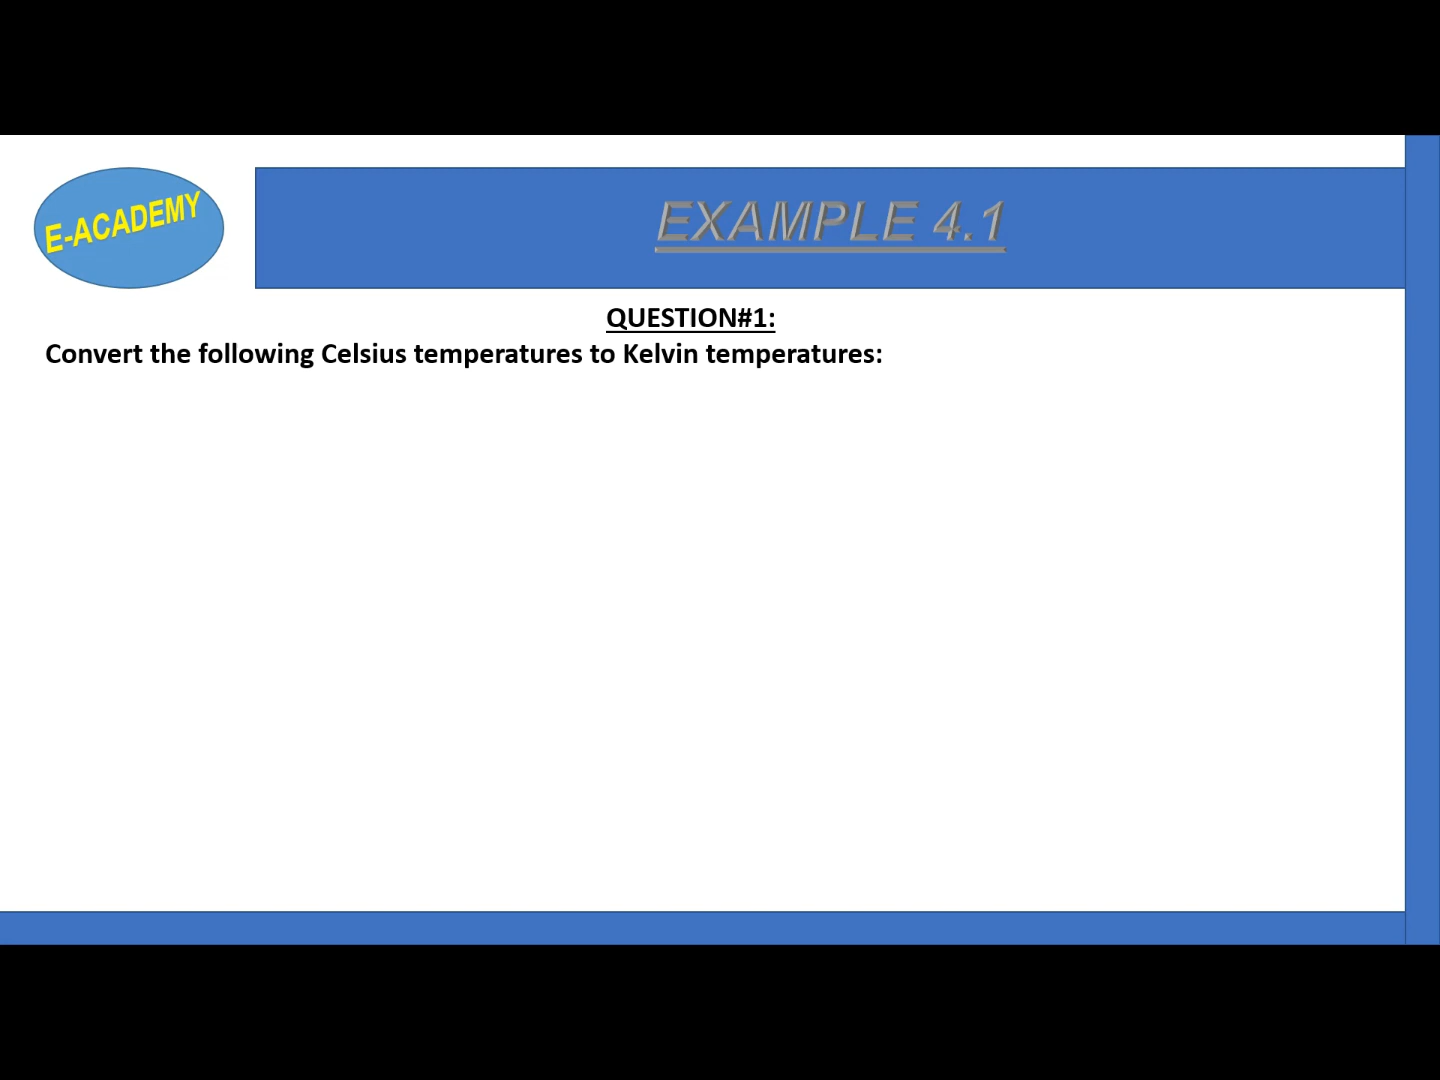 E-ACADEMY
EXAMPLE 4.1
QUESTION#1:
Convert the following Celsius temperatures to Kelvin temperatures: